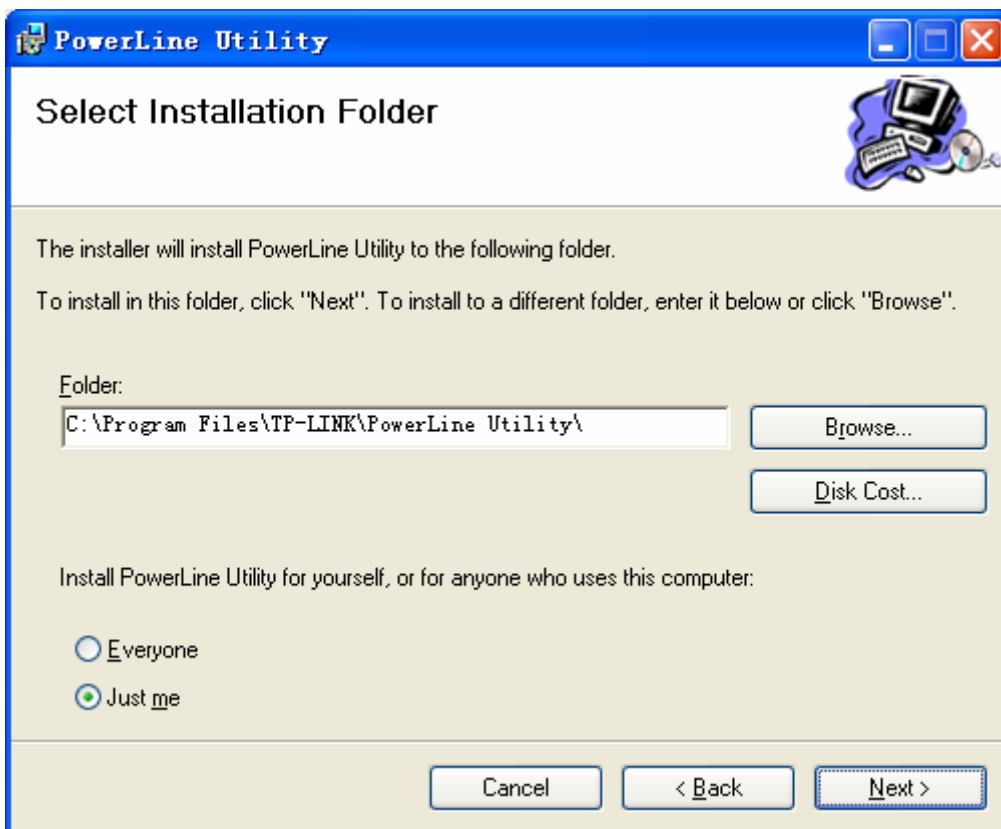 PowerLine Utility
Select Installation Folder
The installer will install PowerLine Utility to the following folder.
To install in this folder, click "Next". To install to a different folder, enter it below or click "Browse".
Folder:
C:\Program Files\TP-LINK\PowerLine Utility\
Browse...
Disk Cost...
Install PowerLine Utility for yourself, or for anyone who uses this computer:
Everyone
Just me
Cancel
< Back
Next >